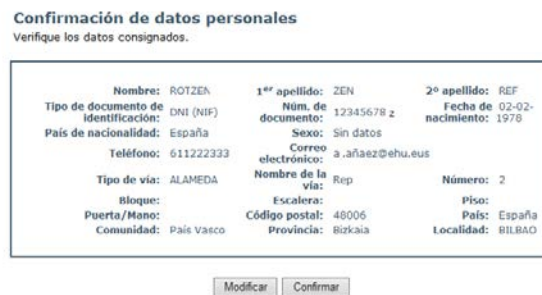 Confirmación de datos personales
Verifique los datos consignados.
Nombre: ROTZEN 1er apellido: ZEN 2º apellido: REF
Tipo de documento de identificación: DNI (NIF) Núm. de documento: 12345678 z Fecha de nacimiento: 02-02-1978
País de nacionalidad: España Sexo: Sin datos
Teléfono: 611222333 Correo electrónico: a.añaez@ehu.eus
Tipo de vía: ALAMEDA Nombre de la vía: Rep Número: 2
Bloque: Escalera: Piso:
Puerta/Mano: Código postal: 48006 País: España
Comunidad: País Vasco Provincia: Bizkaia Localidad: BILBAO
Modificar Confirmar